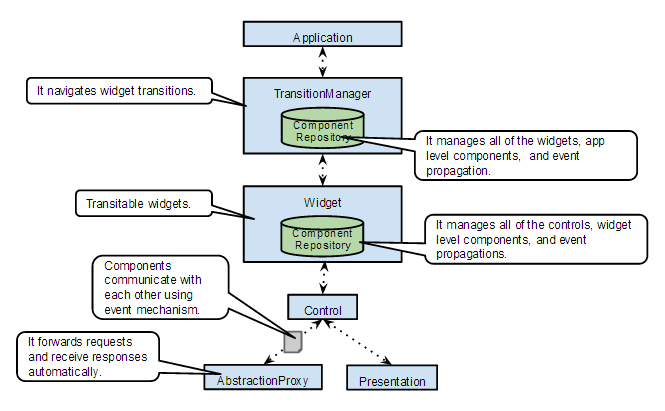 Application
It navigates widget transitions.
TransitionManager
Component
Repository
It manages all of the widgets, app
level components,  and event
propagation.
Transitable widgets.
Widget
Component
Repository
It manages all of the controls, widget
level components, and event
propagations.
Components
communicate with
each other using
event mechanism.
Control
It forwards requests
and receive responses
automatically.
AbstractionProxy
Presentation